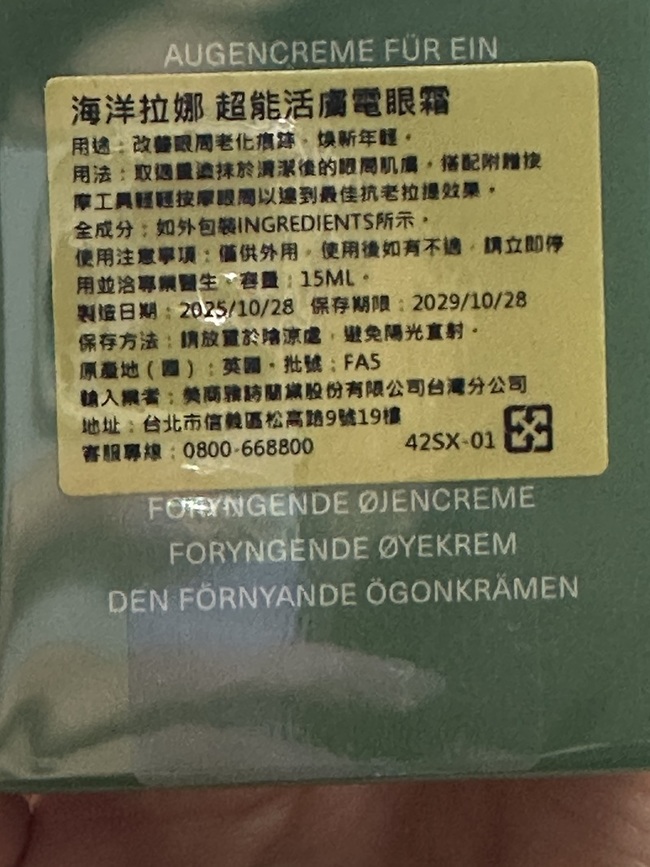 AUGENCREME FÜR EIN
海洋拉娜 超能活膚電眼霜
用途：改善眼周老化痕跡，煥新年輕。
用法：取適量塗抹於清潔後的眼周肌膚，搭配附贈按
摩工具輕輕按摩眼周以達到最佳抗老拉提效果。
全成分：如外包裝INGREDIENTS所示。
使用注意事項：僅供外用，使用後如有不適，請立即停
用並洽專業醫生。容量：15ML。
製造日期：2025/10/28 保存期限：2029/10/28
保存方法：請放置於陰涼處，避免陽光直射。
原產地（國）：英國。批號：FA5
輸入業者：美商雅詩蘭黛股份有限公司台灣分公司
地址：台北市信義區松高路9號19樓
客服專線：0800-668800 42SX-01
FORYNGENDE ØJENCREME
FORYNGENDE ØYEKREM
DEN FÖRNYANDE ÖGONKRÄMEN